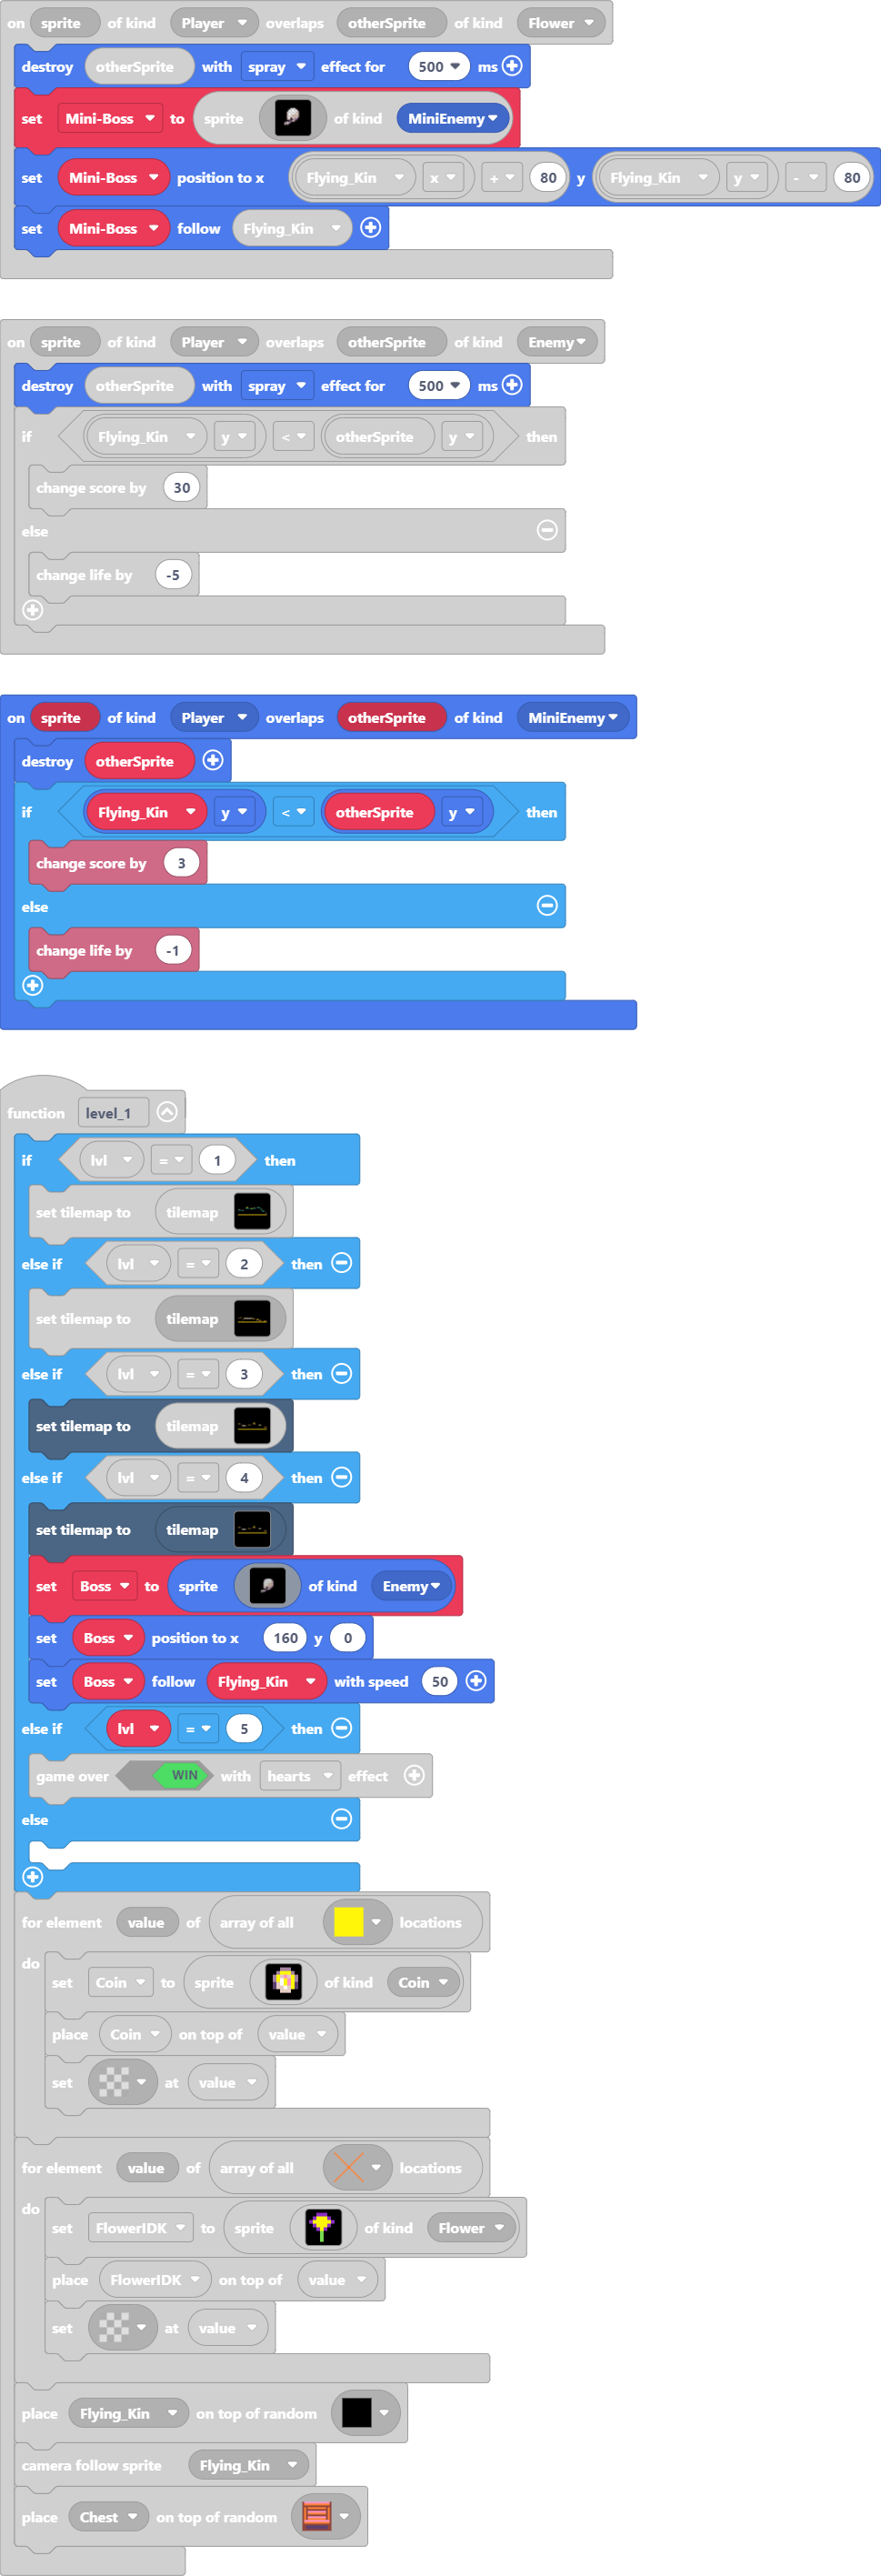 on sprite of kind Player overlaps otherSprite of kind Flower
destroy otherSprite with spray effect for 500 ms
set Mini-Boss to sprite of kind MiniEnemy
set Mini-Boss position to x Flying_Kin x + 80 y Flying_Kin y - 80
set Mini-Boss follow Flying_Kin
on sprite of kind Player overlaps otherSprite of kind Enemy
destroy otherSprite with spray effect for 500 ms
if Flying_Kin y < otherSprite y then
change score by 30
else
change life by -5
on sprite of kind Player overlaps otherSprite of kind MiniEnemy
destroy otherSprite
if Flying_Kin y < otherSprite y then
change score by 3
else
change life by -1
function level_1
if lvl = 1 then
set tilemap to tilemap
else if lvl = 2 then
set tilemap to tilemap
else if lvl = 3 then
set tilemap to tilemap
else if lvl = 4 then
set tilemap to tilemap
set Boss to sprite of kind Enemy
set Boss position to x 160 y 0
set Boss follow Flying_Kin with speed 50
else if lvl = 5 then
game over WIN with hearts effect
else
for element value of array of all locations
do
set Coin to sprite of kind Coin
place Coin on top of value
set at value
for element value of array of all locations
do
set FlowerIDK to sprite of kind Flower
place FlowerIDK on top of value
set at value
place Flying_Kin on top of random
camera follow sprite Flying_Kin
place Chest on top of random